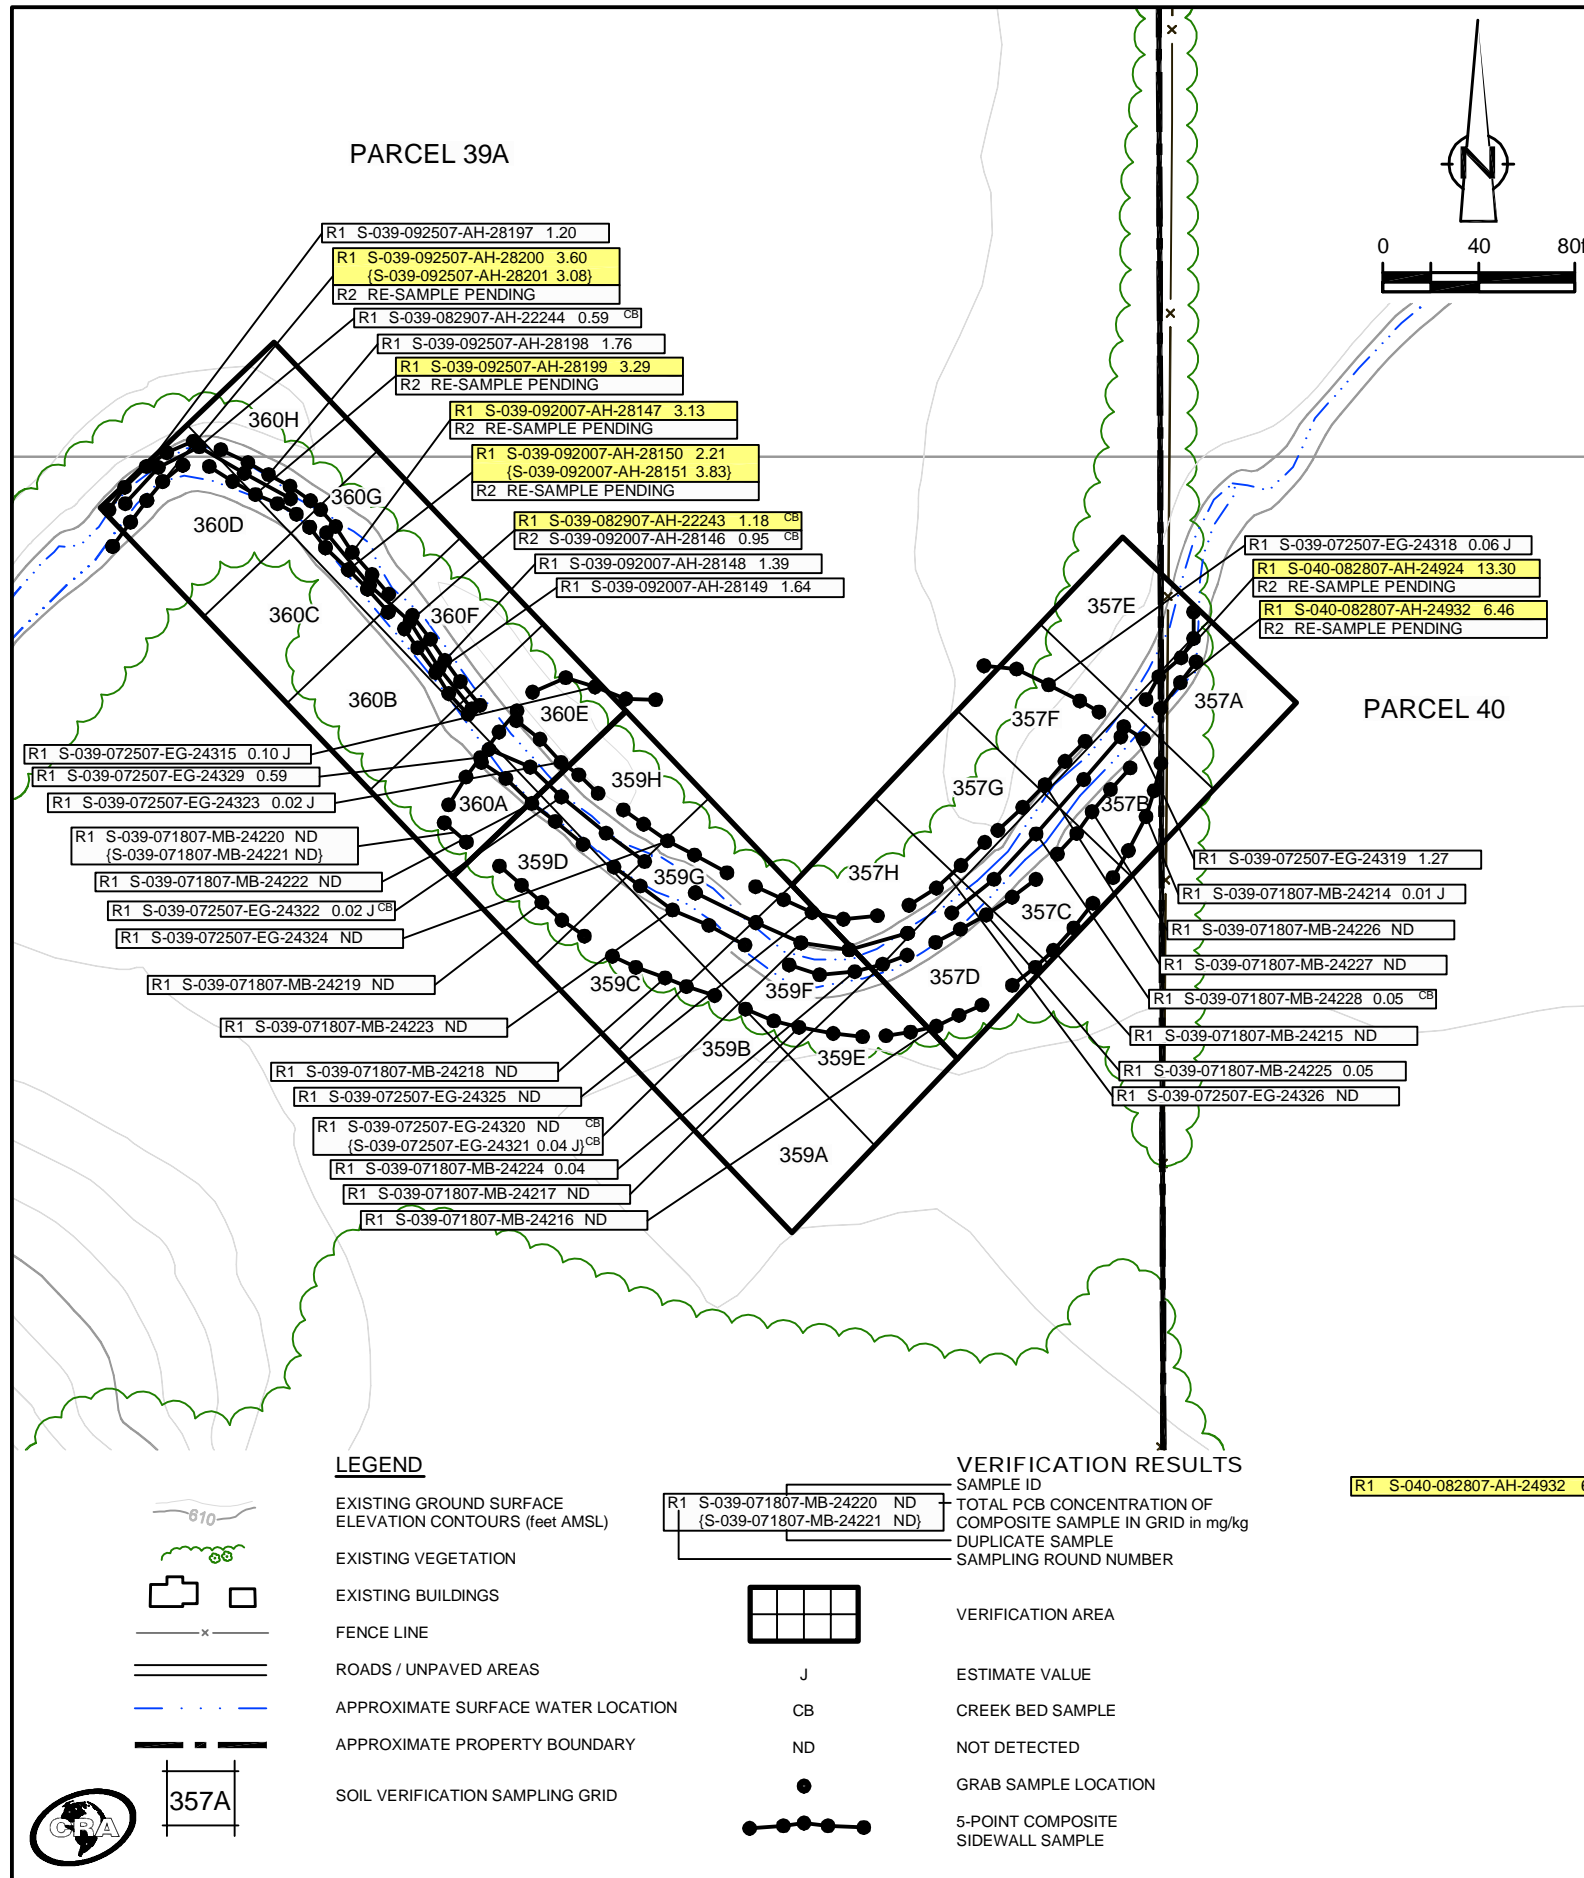 PARCEL 39A
0 40 80f
R1 S-039-092507-AH-28197 1.20
R1 S-039-092507-AH-28200 3.60
{S-039-092507-AH-28201 3.08}
R2 RE-SAMPLE PENDING
R1 S-039-082907-AH-22244 0.59 CB
R1 S-039-092507-AH-28198 1.76
R1 S-039-092507-AH-28199 3.29
R2 RE-SAMPLE PENDING
R1 S-039-092007-AH-28147 3.13
R2 RE-SAMPLE PENDING
R1 S-039-092007-AH-28150 2.21
{S-039-092007-AH-28151 3.83}
R2 RE-SAMPLE PENDING
R1 S-039-082907-AH-22243 1.18 CB
R2 S-039-092007-AH-28146 0.95 CB
R1 S-039-092007-AH-28148 1.39
R1 S-039-092007-AH-28149 1.64
R1 S-039-072507-EG-24318 0.06 J
R1 S-040-082807-AH-24924 13.30
R2 RE-SAMPLE PENDING
R1 S-040-082807-AH-24932 6.46
R2 RE-SAMPLE PENDING
N
360H
360G
360D
360C
360F
360B
360E
360A
359H
359D
359G
359C
359F
359B
359E
359A
357E
357A
357F
357G
357B
357H
357C
357D
PARCEL 40
R1 S-039-072507-EG-24315 0.10 J
R1 S-039-072507-EG-24329 0.59
R1 S-039-072507-EG-24323 0.02 J
R1 S-039-071807-MB-24220 ND
{S-039-071807-MB-24221 ND}
R1 S-039-071807-MB-24222 ND
R1 S-039-072507-EG-24322 0.02 J CB
R1 S-039-072507-EG-24324 ND
R1 S-039-071807-MB-24219 ND
R1 S-039-071807-MB-24223 ND
R1 S-039-071807-MB-24218 ND
R1 S-039-072507-EG-24325 ND
R1 S-039-072507-EG-24320 ND CB
{S-039-072507-EG-24321 0.04 J} CB
R1 S-039-071807-MB-24224 0.04
R1 S-039-071807-MB-24217 ND
R1 S-039-071807-MB-24216 ND
R1 S-039-072507-EG-24319 1.27
R1 S-039-071807-MB-24214 0.01 J
R1 S-039-071807-MB-24226 ND
R1 S-039-071807-MB-24227 ND
R1 S-039-071807-MB-24228 0.05 CB
R1 S-039-071807-MB-24215 ND
R1 S-039-071807-MB-24225 0.05
R1 S-039-072507-EG-24326 ND
LEGEND
610
EXISTING GROUND SURFACE
ELEVATION CONTOURS (feet AMSL)
EXISTING VEGETATION
EXISTING BUILDINGS
FENCE LINE
ROADS / UNPAVED AREAS
APPROXIMATE SURFACE WATER LOCATION
APPROXIMATE PROPERTY BOUNDARY
357A
SOIL VERIFICATION SAMPLING GRID
CRA
VERIFICATION RESULTS
R1 S-039-071807-MB-24220 ND
{S-039-071807-MB-24221 ND}
SAMPLE ID
TOTAL PCB CONCENTRATION OF
COMPOSITE SAMPLE IN GRID in mg/kg
DUPLICATE SAMPLE
SAMPLING ROUND NUMBER
VERIFICATION AREA
J ESTIMATE VALUE
CB CREEK BED SAMPLE
ND NOT DETECTED
GRAB SAMPLE LOCATION
5-POINT COMPOSITE
SIDEWALL SAMPLE
R1 S-040-082807-AH-24932